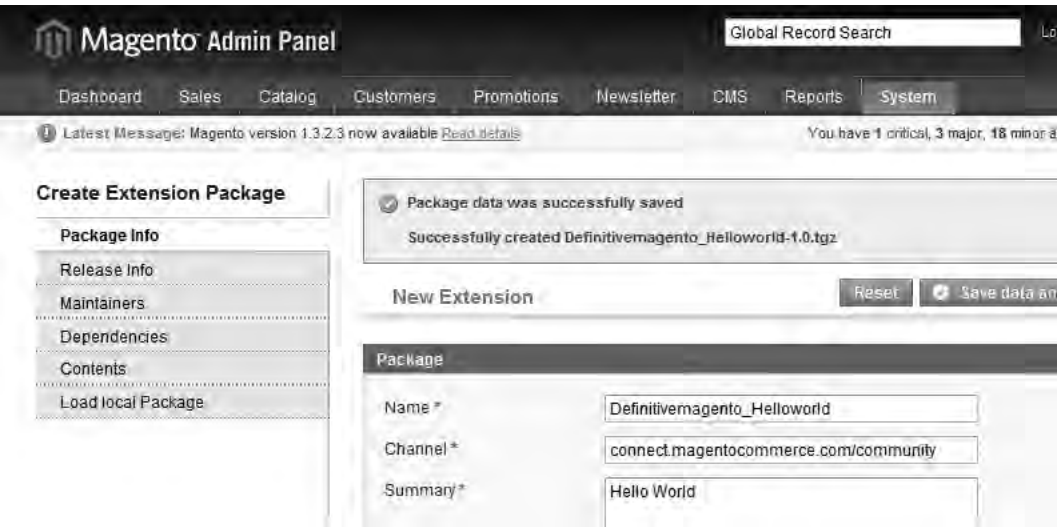 Magento Admin Panel
Global Record Search
Lo
Dashboard Sales Catalog Customers Promotions Newsletter CMS Reports System
Latest Message: Magento version 1.3.2.3 now available Read details
You have 1 critical, 3 major, 18 minor a
Create Extension Package
Package Info
Release Info
Maintainers
Dependencies
Contents
Load local Package
Package data was successfully saved
Successfully created Definitivemagento_Helloworld-1.0.tgz
New Extension
Reset
Save data an
Package
Name *
Definitivemagento_Helloworld
Channel *
connect.magentocommerce.com/community
Summary *
Hello World